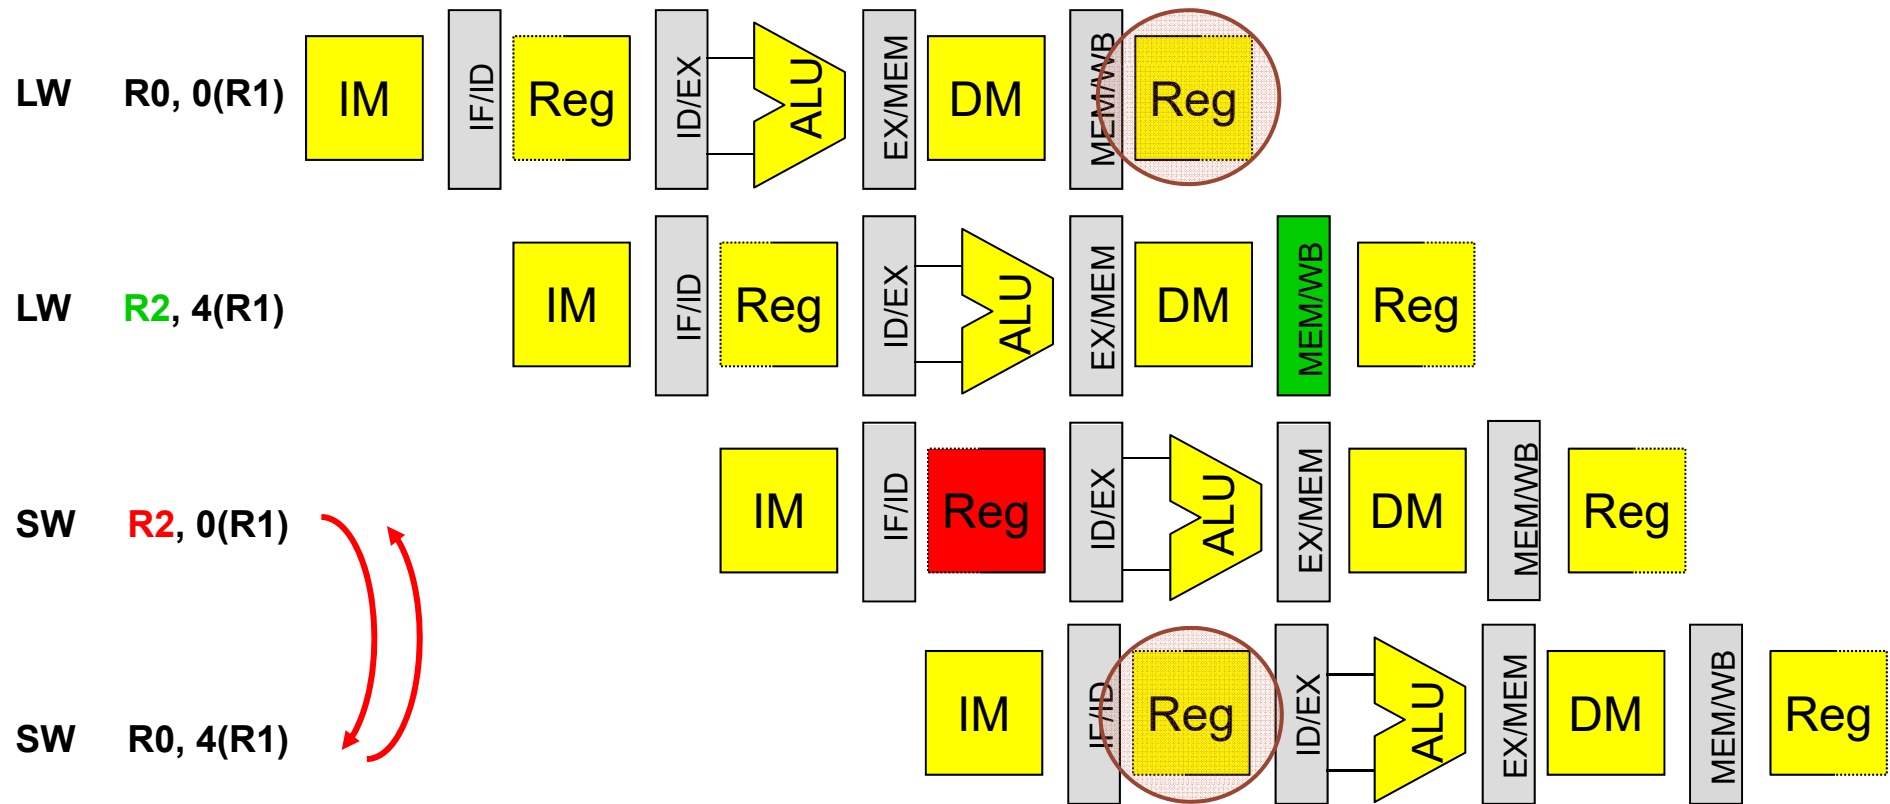 LW R0, 0(R1) IM IF/ID Reg ID/EX ALU EX/MEM DM MEM/WB Reg
LW R2, 4(R1) IM IF/ID Reg ID/EX ALU EX/MEM DM MEM/WB Reg
SW R2, 0(R1) IM IF/ID Reg ID/EX ALU EX/MEM DM MEM/WB Reg
SW R0, 4(R1) IM IF/ID Reg ID/EX ALU EX/MEM DM MEM/WB Reg